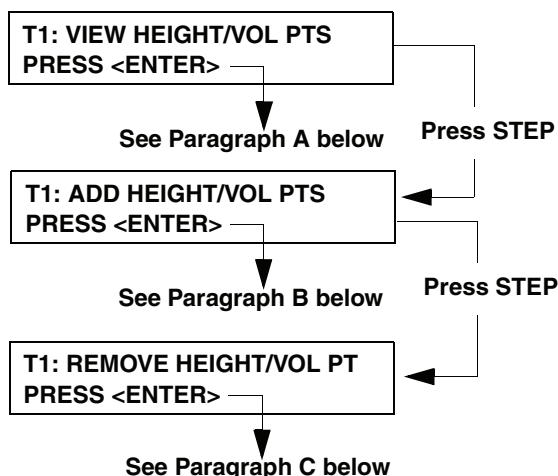 T1: VIEW HEIGHT/VOL PTS
PRESS <ENTER>
See Paragraph A below
Press STEP
T1: ADD HEIGHT/VOL PTS
PRESS <ENTER>
See Paragraph B below
Press STEP
T1: REMOVE HEIGHT/VOL PT
PRESS <ENTER>
See Paragraph C below